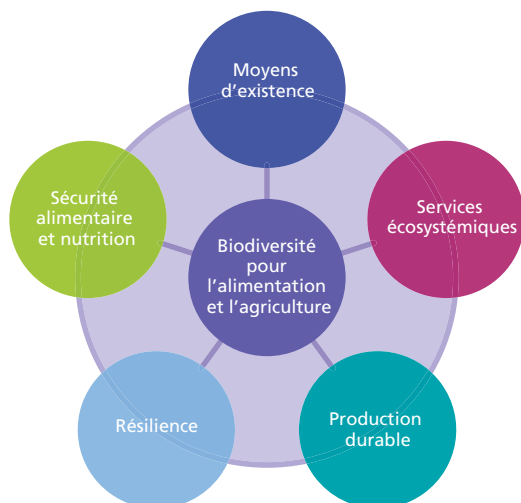 Moyens
d'existence
Sécurité
alimentaire
et nutrition
Services
écosystémiques
Biodiversité
pour
l'alimentation
et l'agriculture
Résilience
Production
durable